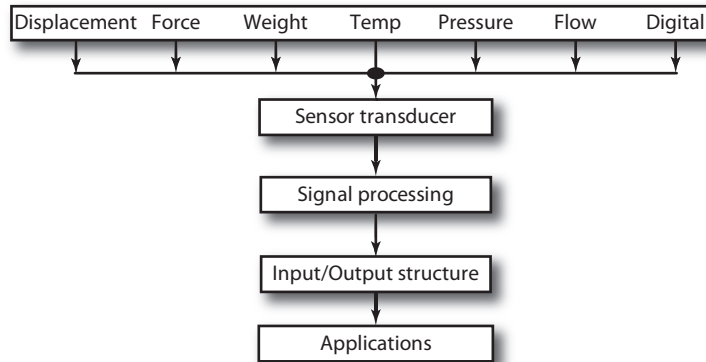 Displacement Force Weight Temp Pressure Flow Digital
Sensor transducer
Signal processing
Input/Output structure
Applications